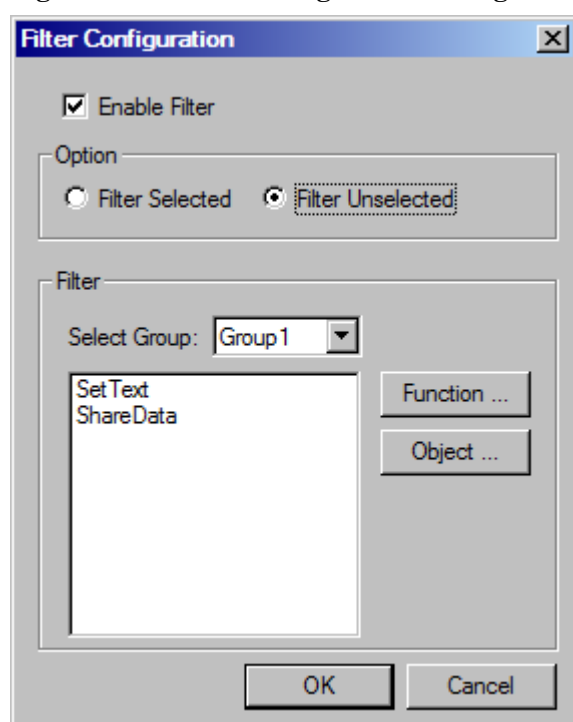 Filter Configuration
Enable Filter
Option
Filter Selected Filter Unselected
Filter
Select Group: Group1
SetText
ShareData
Function ...
Object ...
OK Cancel